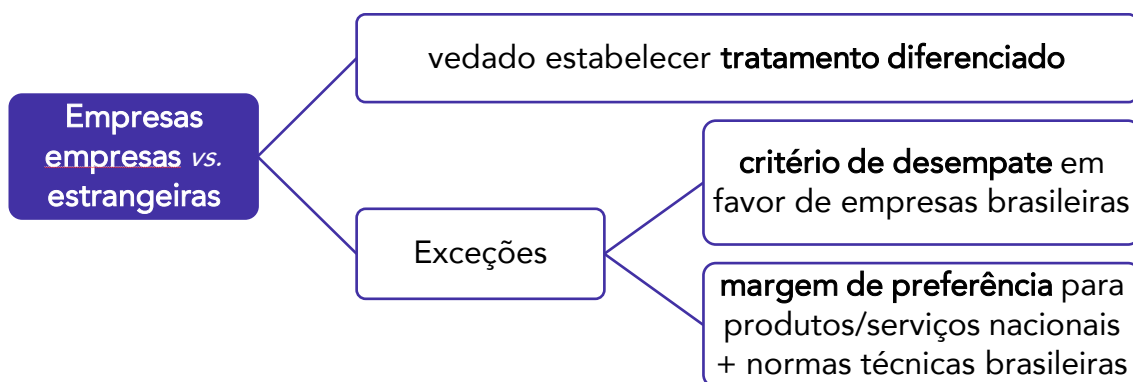 vedado estabelecer tratamento diferenciado
Empresas
empresas vs.
estrangeiras
critério de desempate em
favor de empresas brasileiras
Exceções
margem de preferência para
produtos/serviços nacionais
+ normas técnicas brasileiras